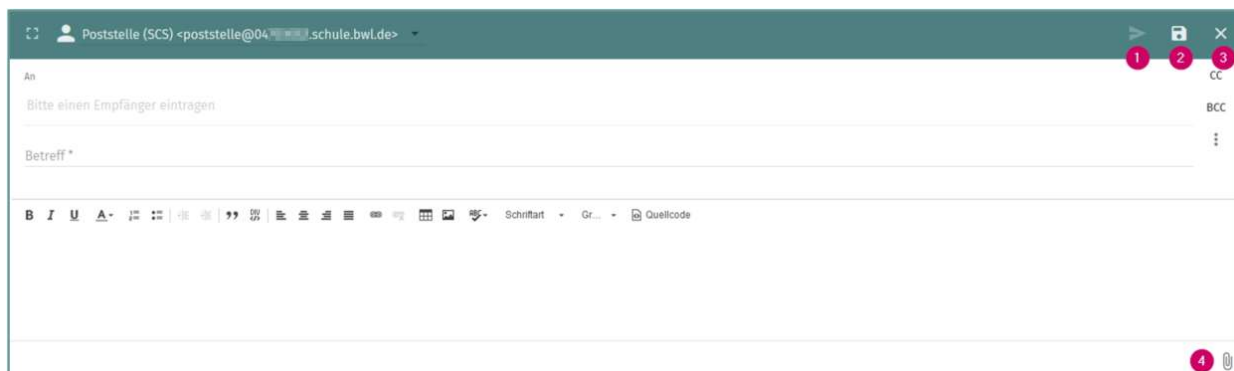 Poststelle (SCS) <poststelle@04 .schule.bwl.de>
1 2 3
An
CC
Bitte einen Empfänger eintragen
BCC
Betreff *
B I U A ABC Schriftart Gr... Quellcode
4